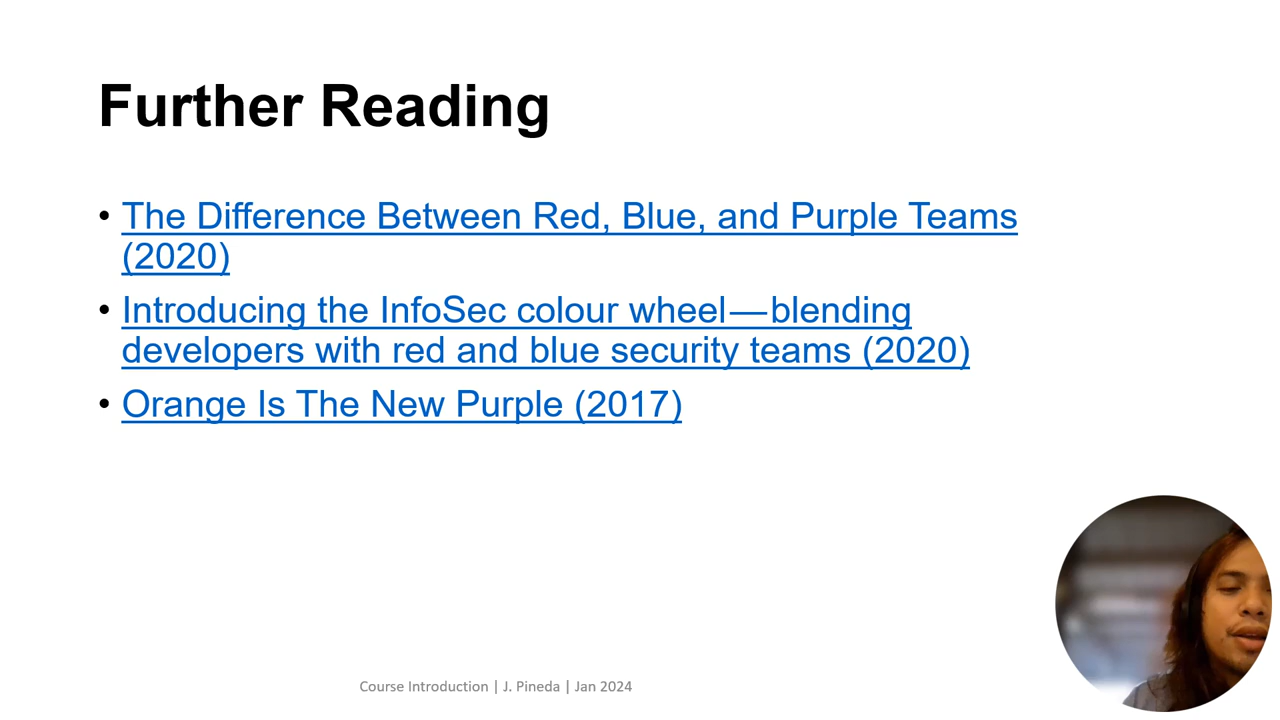 Further Reading
• The Difference Between Red, Blue, and Purple Teams
(2020)
• Introducing the InfoSec colour wheel — blending
developers with red and blue security teams (2020)
• Orange Is The New Purple (2017)
Course Introduction | J. Pineda | Jan 2024